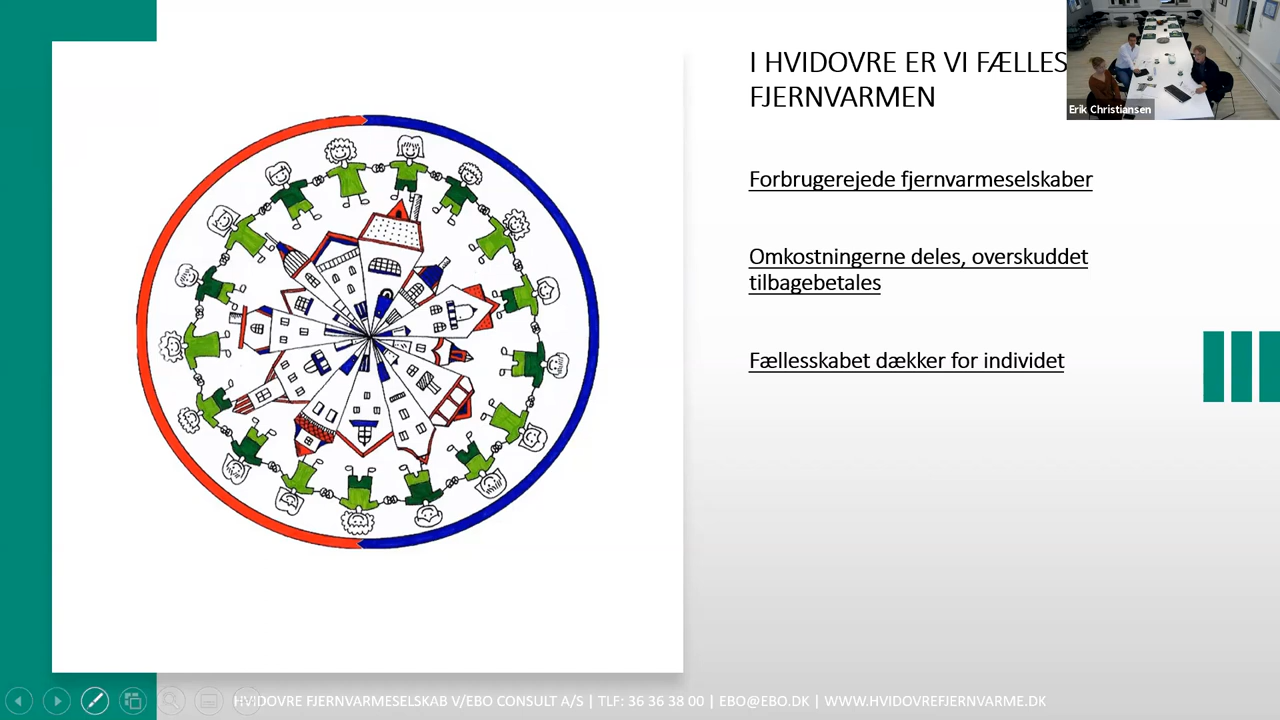 I HVIDOVRE ER VI FÆLLES
FJERNVARMEN
Erik Christiansen
Forbrugerejede fjernvarmeselskaber
Omkostningerne deles, overskuddet
tilbagebetales
Fællesskabet dækker for individet
HVIDOVRE FJERNVARMESELSKAB V/EBO CONSULT A/S | TLF: 36 36 38 00 | EBO@EBO.DK | WWW.HVIDOVREFJERNVARME.DK